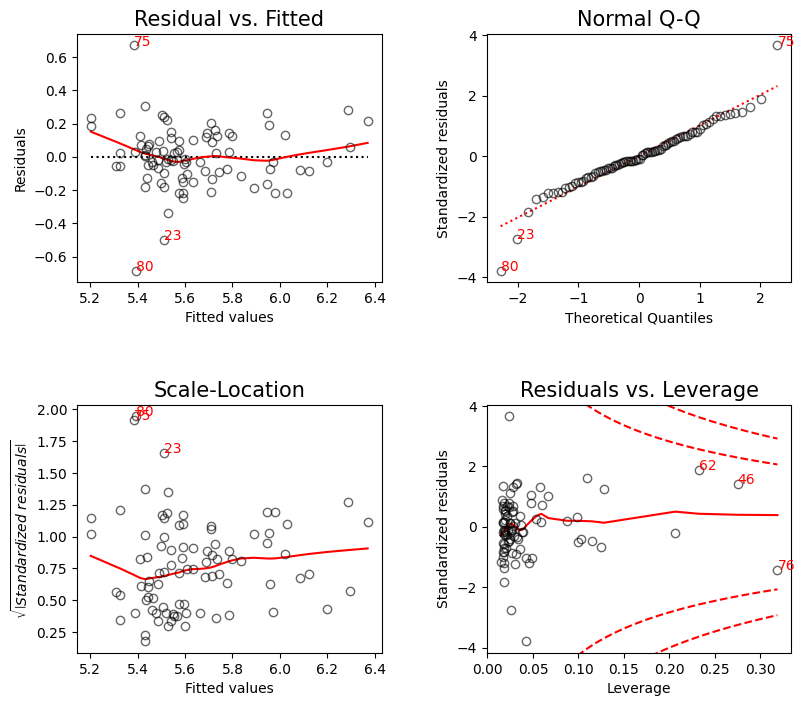 Residual vs. Fitted
0.6
0.4
0.2
0.0
−0.2
−0.4
−0.6
Residuals
75
23
80
5.2 5.4 5.6 5.8 6.0 6.2 6.4
Fitted values
Normal Q-Q
4
2
0
−2
−4
Standardized residuals
75
23
80
−2 −1 0 1 2
Theoretical Quantiles
Scale-Location
2.00
1.75
1.50
1.25
1.00
0.75
0.50
0.25
√|Standardized residuals|
80
75
23
5.2 5.4 5.6 5.8 6.0 6.2 6.4
Fitted values
Residuals vs. Leverage
4
2
0
−2
−4
Standardized residuals
62
46
76
0.00 0.05 0.10 0.15 0.20 0.25 0.30
Leverage